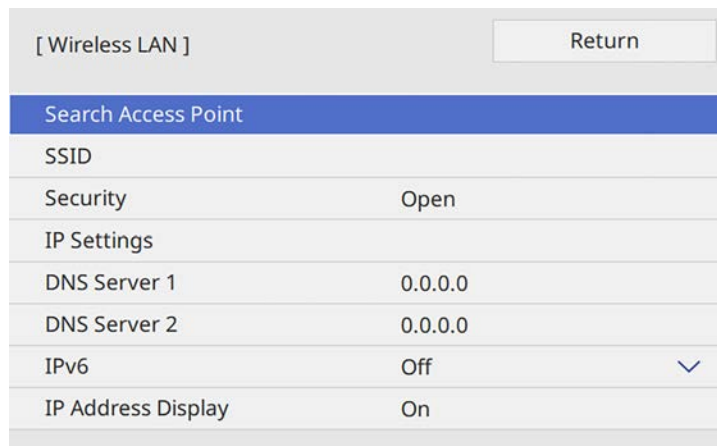 [ Wireless LAN ] Return
Search Access Point
SSID
Security Open
IP Settings
DNS Server 1 0.0.0.0
DNS Server 2 0.0.0.0
IPv6 Off
IP Address Display On